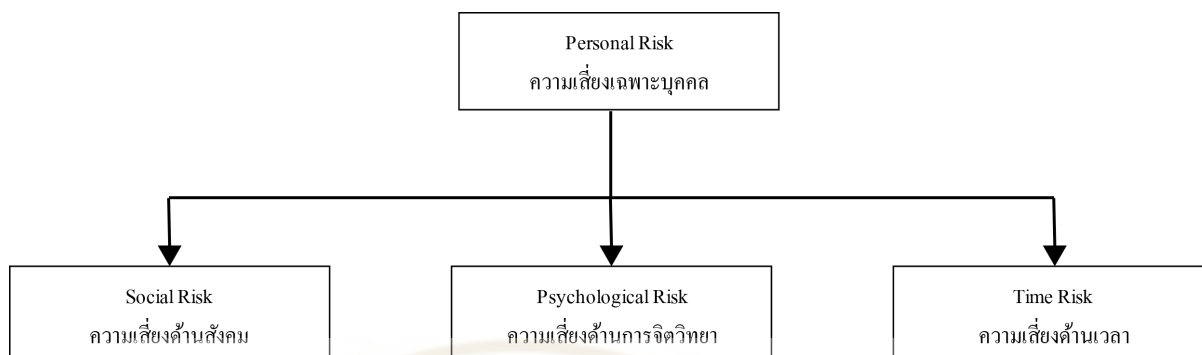 Personal Risk
ความเสี่ยงเฉพาะบุคคล
Social Risk
ความเสี่ยงด้านสังคม
Psychological Risk
ความเสี่ยงด้านการจิตวิทยา
Time Risk
ความเสี่ยงด้านเวลา